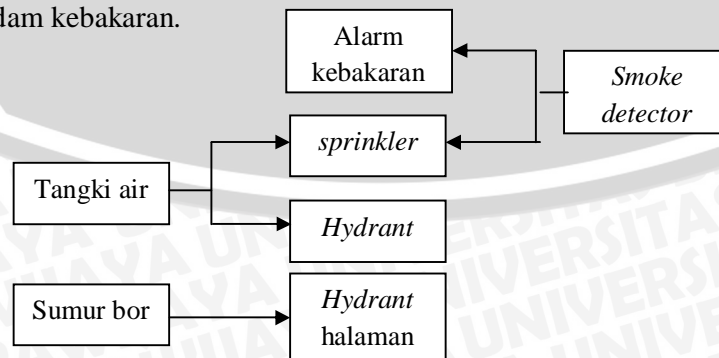 dam kebakaran.
Alarm
kebakaran
Smoke
detector
sprinkler
Tangki air
Hydrant
Sumur bor
Hydrant
halaman